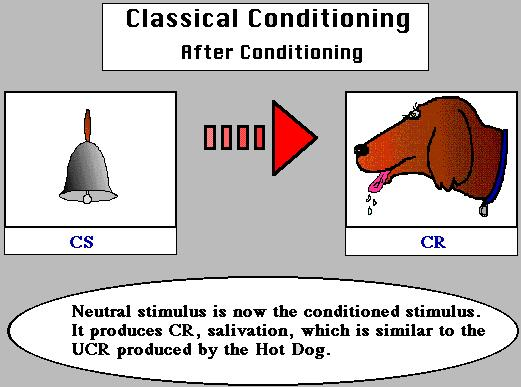 Classical Conditioning
After Conditioning
CS
CR
Neutral stimulus is now the conditioned stimulus.
It produces CR, salivation, which is similar to the
UCR produced by the Hot Dog.